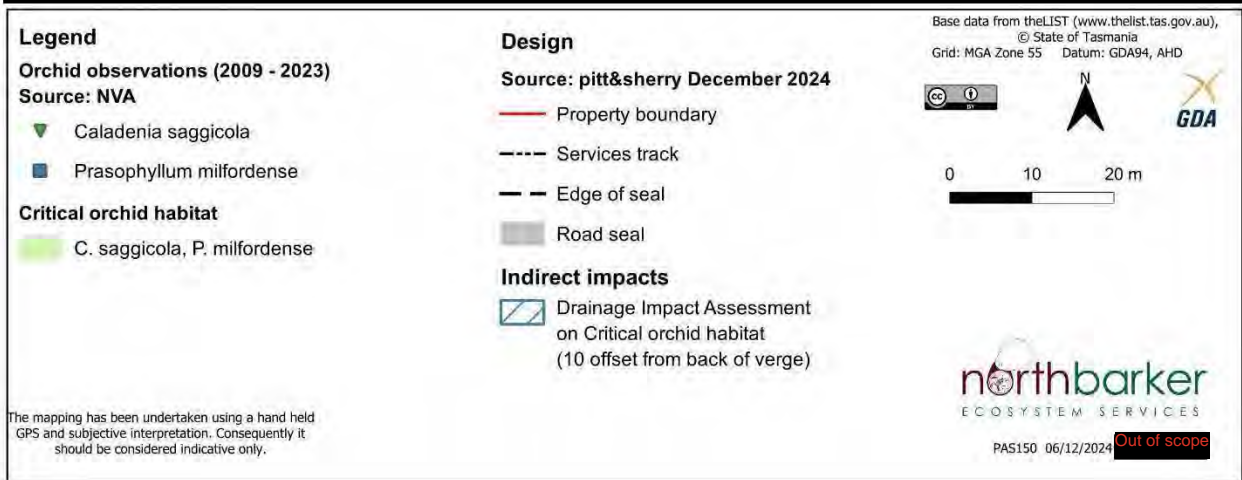 Legend
Orchid observations (2009 - 2023)
Source: NVA
Caladenia saggicola
Prasophyllum milfordense
Critical orchid habitat
C. saggicola, P. milfordense
The mapping has been undertaken using a hand held
GPS and subjective interpretation. Consequently it
should be considered indicative only.
Design
Source: pitt&sherry December 2024
Property boundary
Services track
Edge of seal
Road seal
Indirect impacts
Drainage Impact Assessment
on Critical orchid habitat
(10 offset from back of verge)
Base data from theLIST (www.thelist.tas.gov.au),
© State of Tasmania
Grid: MGA Zone 55 Datum: GDA94, AHD
cc BY
N
GDA
0 10 20 m
northbarker
ECOSYSTEM SERVICES
PAS150 06/12/2024 Out of scope